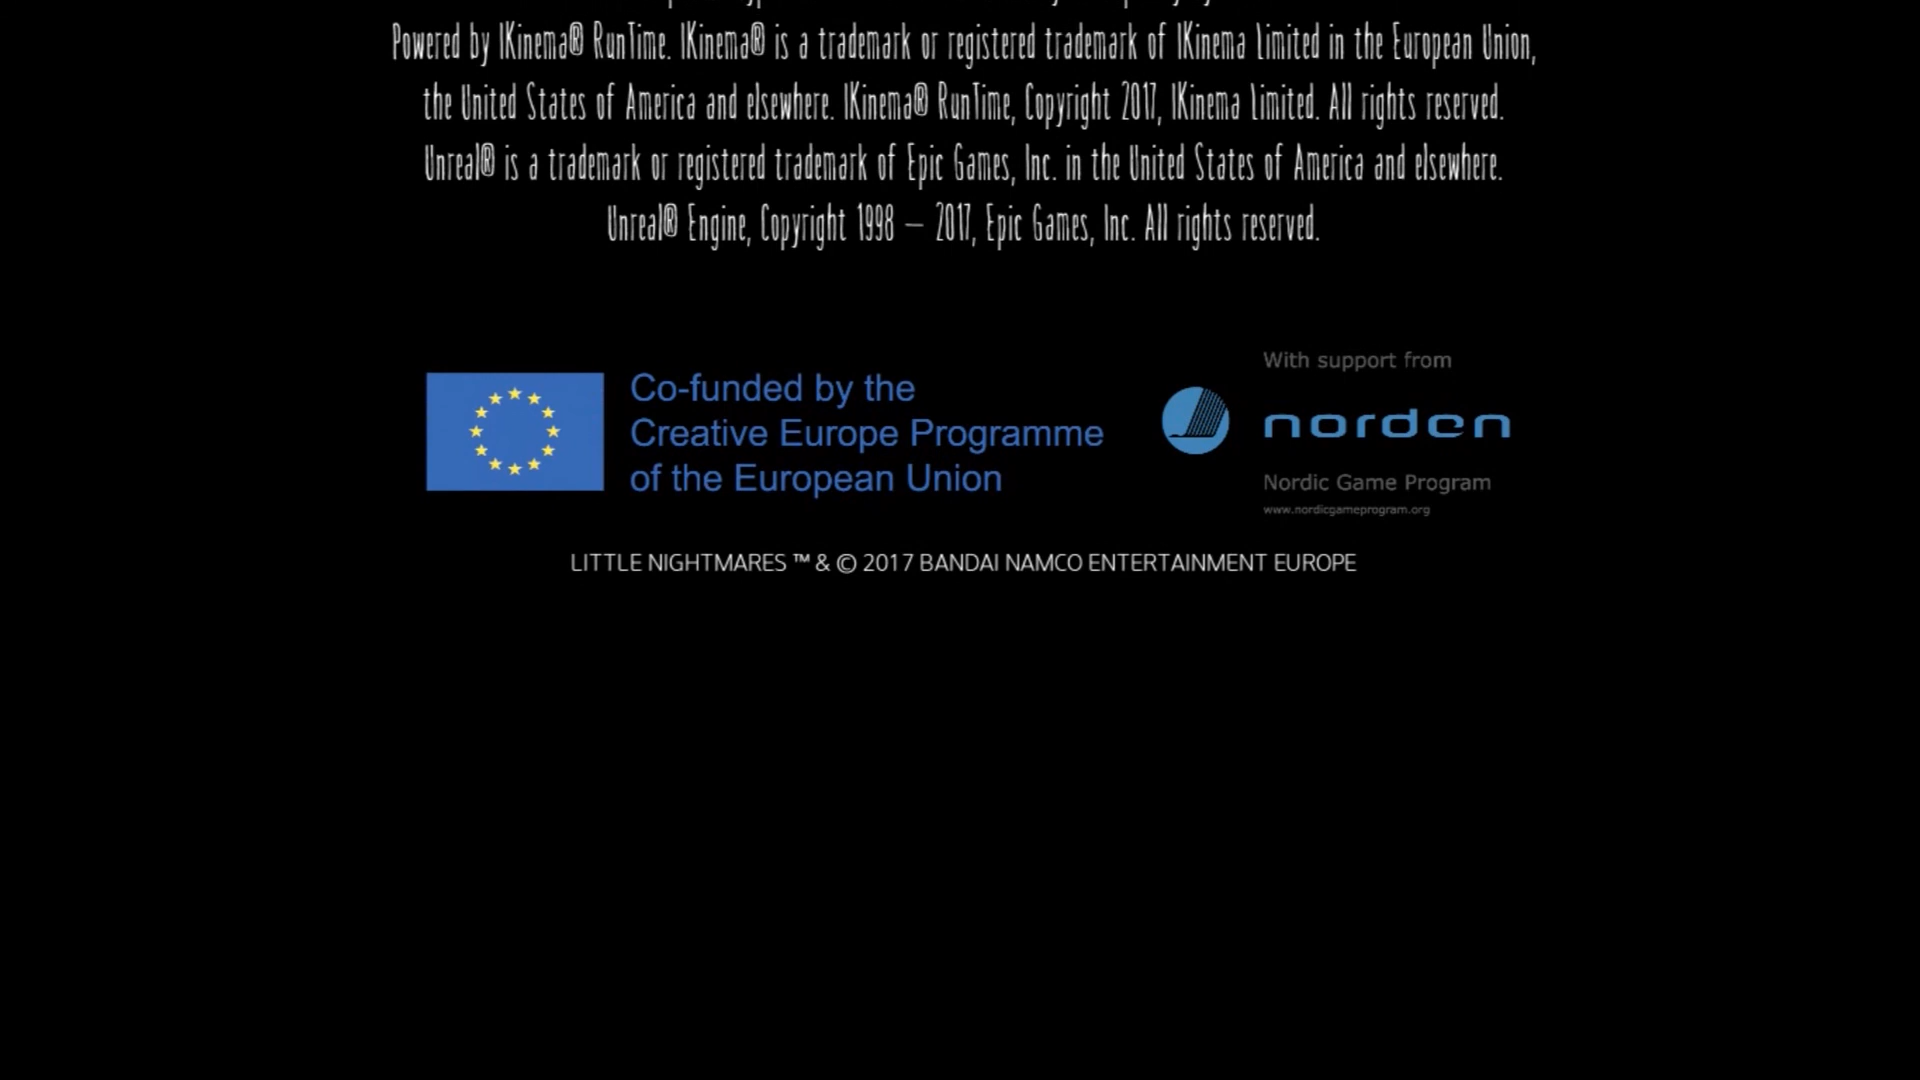 Powered by IKinema® RunTime. IKinema® is a trademark or registered trademark of IKinema Limited in the European Union,
the United States of America and elsewhere. IKinema® RunTime, Copyright 2017, IKinema Limited. All rights reserved.
Unreal® is a trademark or registered trademark of Epic Games, Inc. in the United States of America and elsewhere.
Unreal® Engine, Copyright 1998 – 2017, Epic Games, Inc. All rights reserved.
Co-funded by the
Creative Europe Programme
of the European Union
With support from
norden
Nordic Game Program
www.nordicgameprogram.org
LITTLE NIGHTMARES ™ & © 2017 BANDAI NAMCO ENTERTAINMENT EUROPE